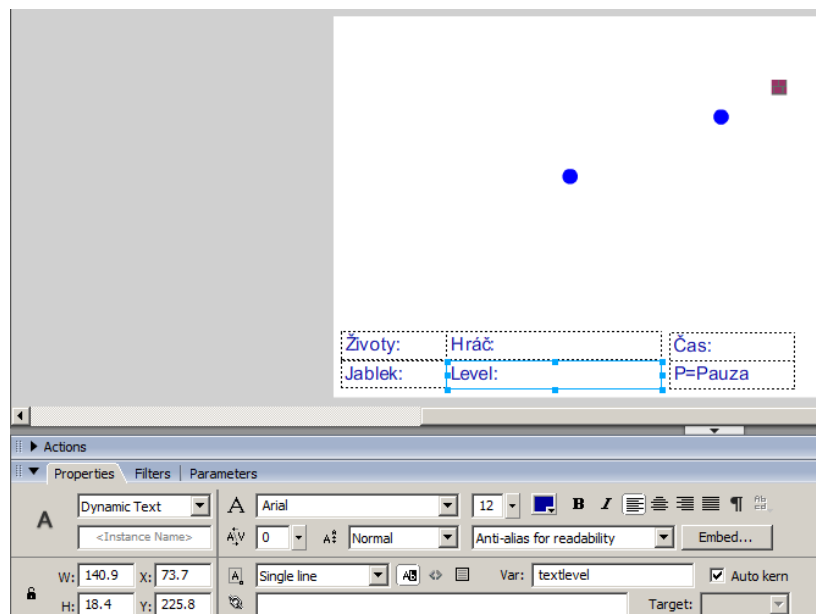 Životy: Hráč: Čas:
Jablek: Level: P=Pauza
Actions
Properties Filters | Parameters
A Dynamic Text A Arial 12 B I ¶
<Instance Name> A V 0 A Normal Anti-alias for readability Embed...
W: 140.9 X: 73.7 A Single line AB <> Var: textlevel Auto kern
H: 18.4 Y: 225.8 Target: